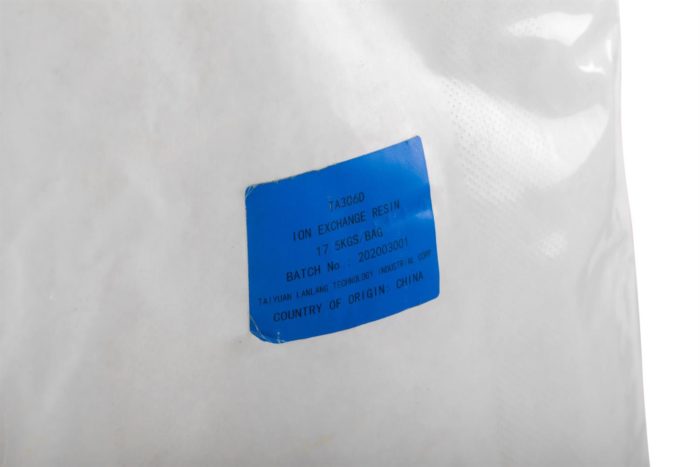 TA306D
ION EXCHANGE RESIN
17.5KGS/BAG
BATCH No : 202003001
TAIYUAN LANLANG TECHNOLOGY INDUSTRIAL CORP
COUNTRY OF ORIGIN: CHINA